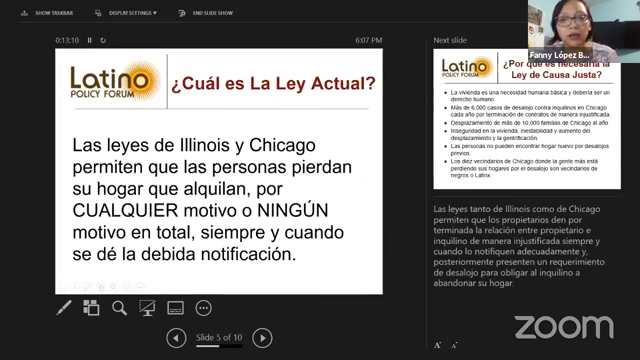 SHOW TASKBAR
DISPLAY SETTINGS
END SLIDE SHOW
0:13:10
6:07 PM
Latino
POLICY FORUM
¿Cuál es La Ley Actual?
Las leyes de Illinois y Chicago
permiten que las personas pierdan
su hogar que alquilan, por
CUALQUIER motivo o NINGÚN
motivo en total, siempre y cuando
se dé la debida notificación.
Slide 5 of 10
Next slide
Fanny López B...
Latino
POLICY FORUM
¿Por qué es necesaria la
Ley de Causa Justa?
La vivienda es una necesidad humana básica y debería ser
un derecho humano
Más de 6,000 casos de desalojo contra inquilinos en Chicago
cada año por terminación de contratos de manera injustificada
Desplazamiento de más de 10,000 familias de Chicago al año
Inseguridad en la vivienda, inestabilidad y aumento del
desplazamiento y la gentrificación.
Las personas no pueden encontrar hogar nuevo por desalojos
previos.
Los diez vecindarios de Chicago donde la gente más está
perdiendo sus hogares por el desalojo son vecindarios de
negros o Latinx.
Las leyes tanto de Illinois como de Chicago
permiten que los propietarios den por
terminada la relación entre propietario e
inquilino de manera injustificada siempre y
cuando lo notifiquen adecuadamente y,
posteriormente presenten un requerimiento
de desalojo para obligar al inquilino a
abandonar su hogar.
A A
zoom